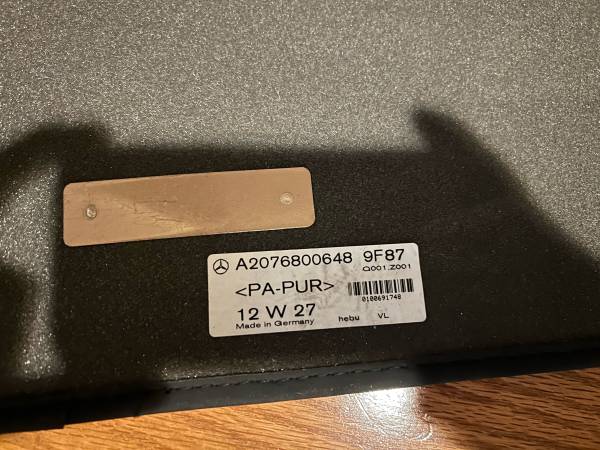 A2076800648 9F87
Q001.Z001
<PA-PUR>
0100691748
12 W 27
Made in Germany hebu VL